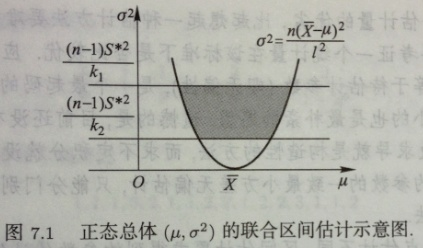 σ²
σ²=n(X̄-μ)²/l²
(n-1)S*²/k₁
(n-1)S*²/k₂
O X̄ μ
图 7.1 正态总体 (μ,σ²) 的联合区间估计示意图.